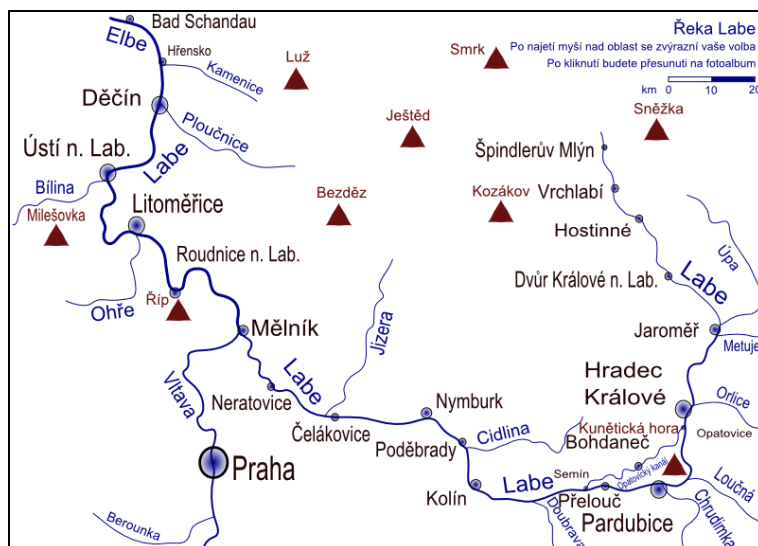 Řeka Labe
Po najetí myší nad oblast se zvýrazní vaše volba
Po kliknutí budete přesunuti na fotoalbum
km 0 10 20
Bad Schandau
Elbe
Hřensko
Kamenice
Luž
Smrk
Děčín
Ploučnice
Ještěd
Sněžka
Ústí n. Lab.
Labe
Špindlerův Mlýn
Bílina
Vrchlabí
Milešovka
Litoměřice
Bezděz
Kozákov
Hostinné
Roudnice n. Lab.
Úpa
Ohře
Říp
Dvůr Králové n. Lab.
Labe
Jizera
Mělník
Jaroměř
Metuje
Vltava
Labe
Hradec
Králové
Neratovice
Nymburk
Orlice
Čelákovice
Kunětická hora
Opatovice
Poděbrady
Cidlina
Bohdaneč
Praha
Semín
Opatovický kanál
Loučná
Kolín
Labe
Přelouč
Doubrava
Pardubice
Chrudimka
Berounka